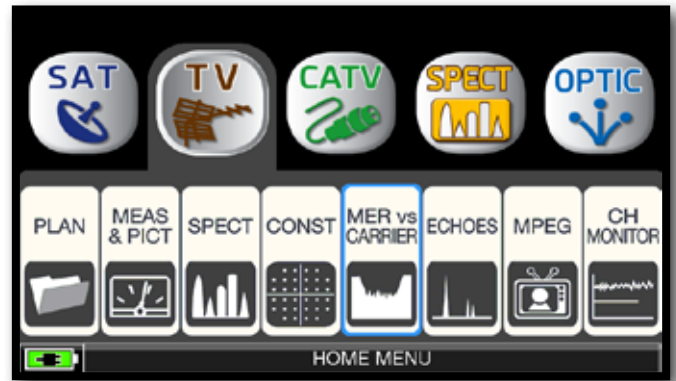 SAT TV CATV SPECT OPTIC
PLAN
MEAS
& PICT
SPECT
CONST
MER vs
CARRIER
ECHOES
MPEG
CH
MONITOR
HOME MENU